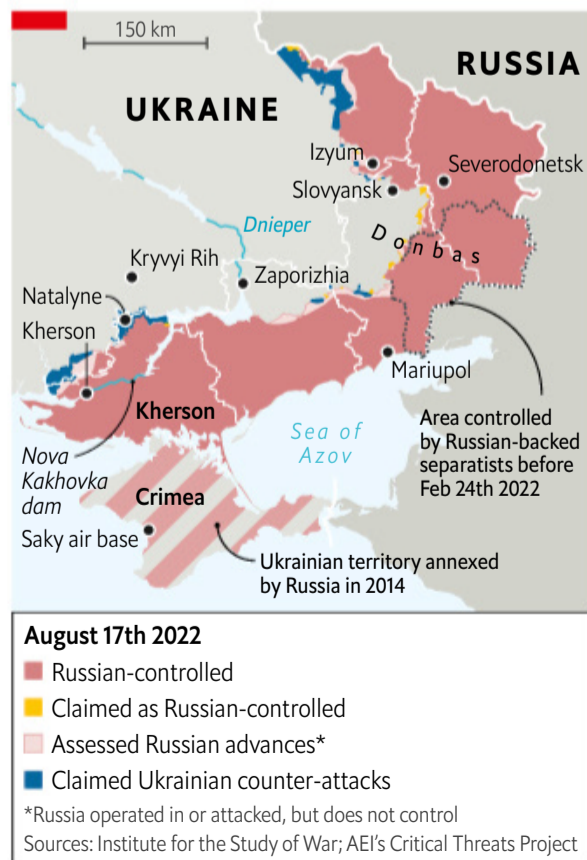 150 km
RUSSIA
UKRAINE
Izyum
Severodonetsk
Slovyansk
Dnieper
Donbas
Kryvyi Rih
Zaporizhia
Natalyne
Kherson
Mariupol
Kherson
Sea of
Azov
Area controlled
by Russian-backed
separatists before
Feb 24th 2022
Nova
Kakhovka
dam
Crimea
Saky air base
Ukrainian territory annexed
by Russia in 2014
August 17th 2022
Russian-controlled
Claimed as Russian-controlled
Assessed Russian advances*
Claimed Ukrainian counter-attacks
*Russia operated in or attacked, but does not control
Sources: Institute for the Study of War; AEI's Critical Threats Project